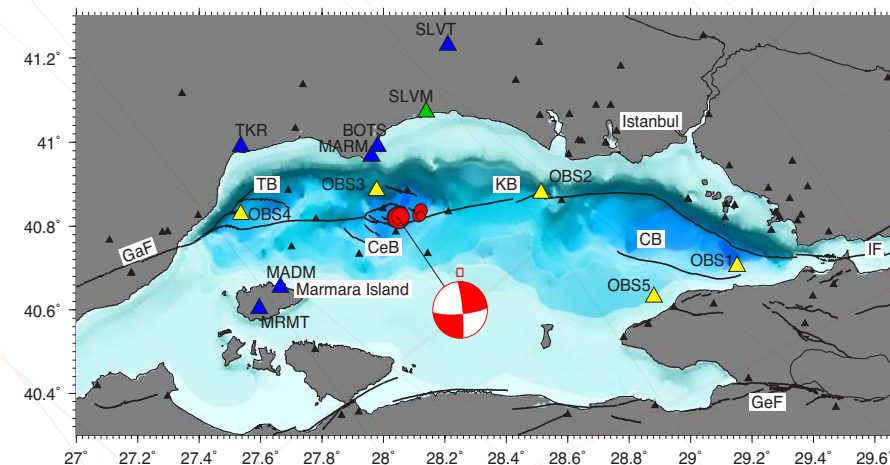 SLVT
41.2°
SLVM
Istanbul
TKR
BOTS
41°
MARM
OBS2
TB
OBS3
KB
OBS4
40.8°
GaF
CeB
CB
IF
OBS1
MADM
OBS5
Marmara Island
40.6°
MRMT
40.4°
GeF
27°
27.2°
27.4°
27.6°
27.8°
28°
28.2°
28.4°
28.6°
28.8°
29°
29.2°
29.4°
29.6°